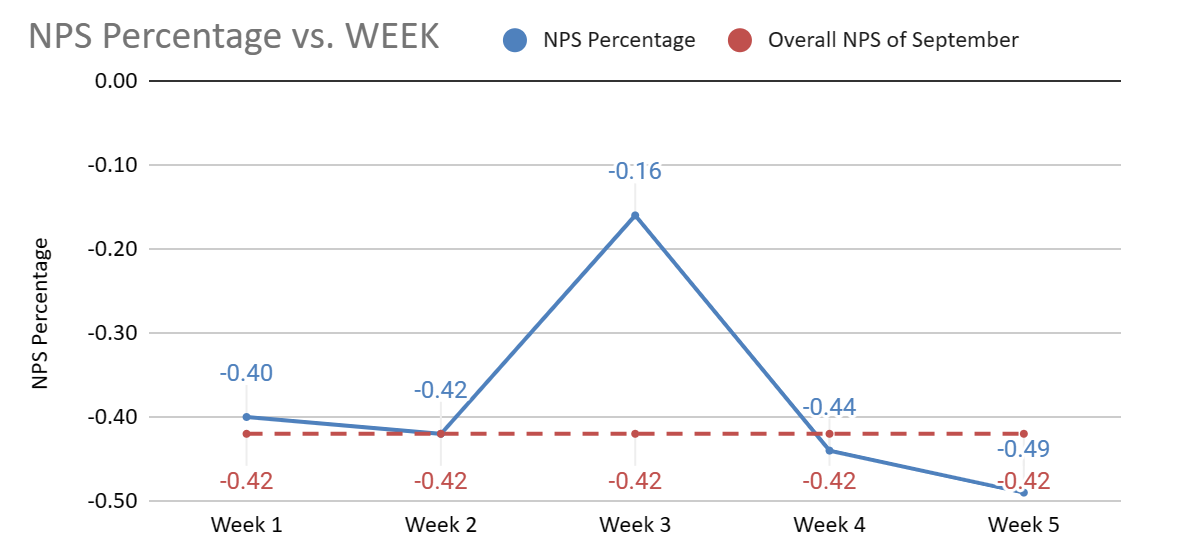 NPS Percentage vs. WEEK
NPS Percentage
Overall NPS of September
0.00
-0.10
-0.20
-0.30
-0.40
-0.50
NPS Percentage
-0.40
-0.42
-0.16
-0.44
-0.49
-0.42
-0.42
-0.42
-0.42
-0.42
Week 1
Week 2
Week 3
Week 4
Week 5